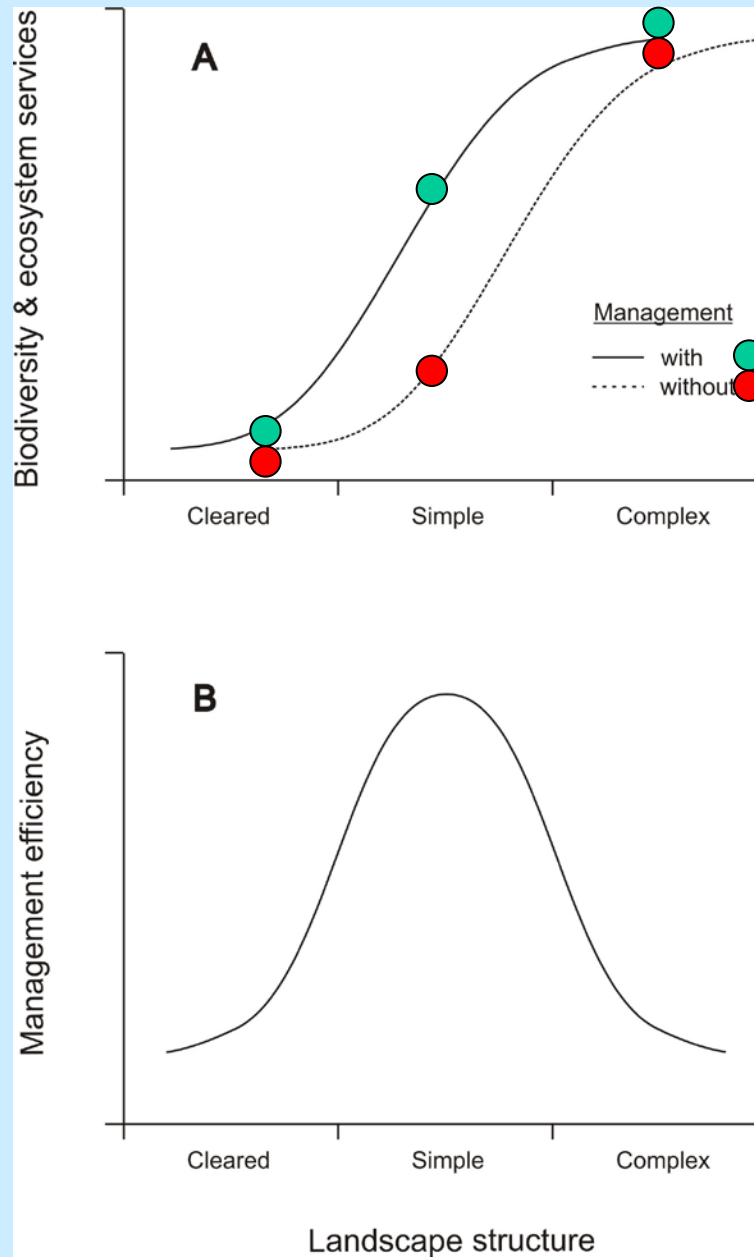 A
Biodiversity & ecosystem services
Management
with
without
Cleared Simple Complex
B
Management efficiency
Cleared Simple Complex
Landscape structure